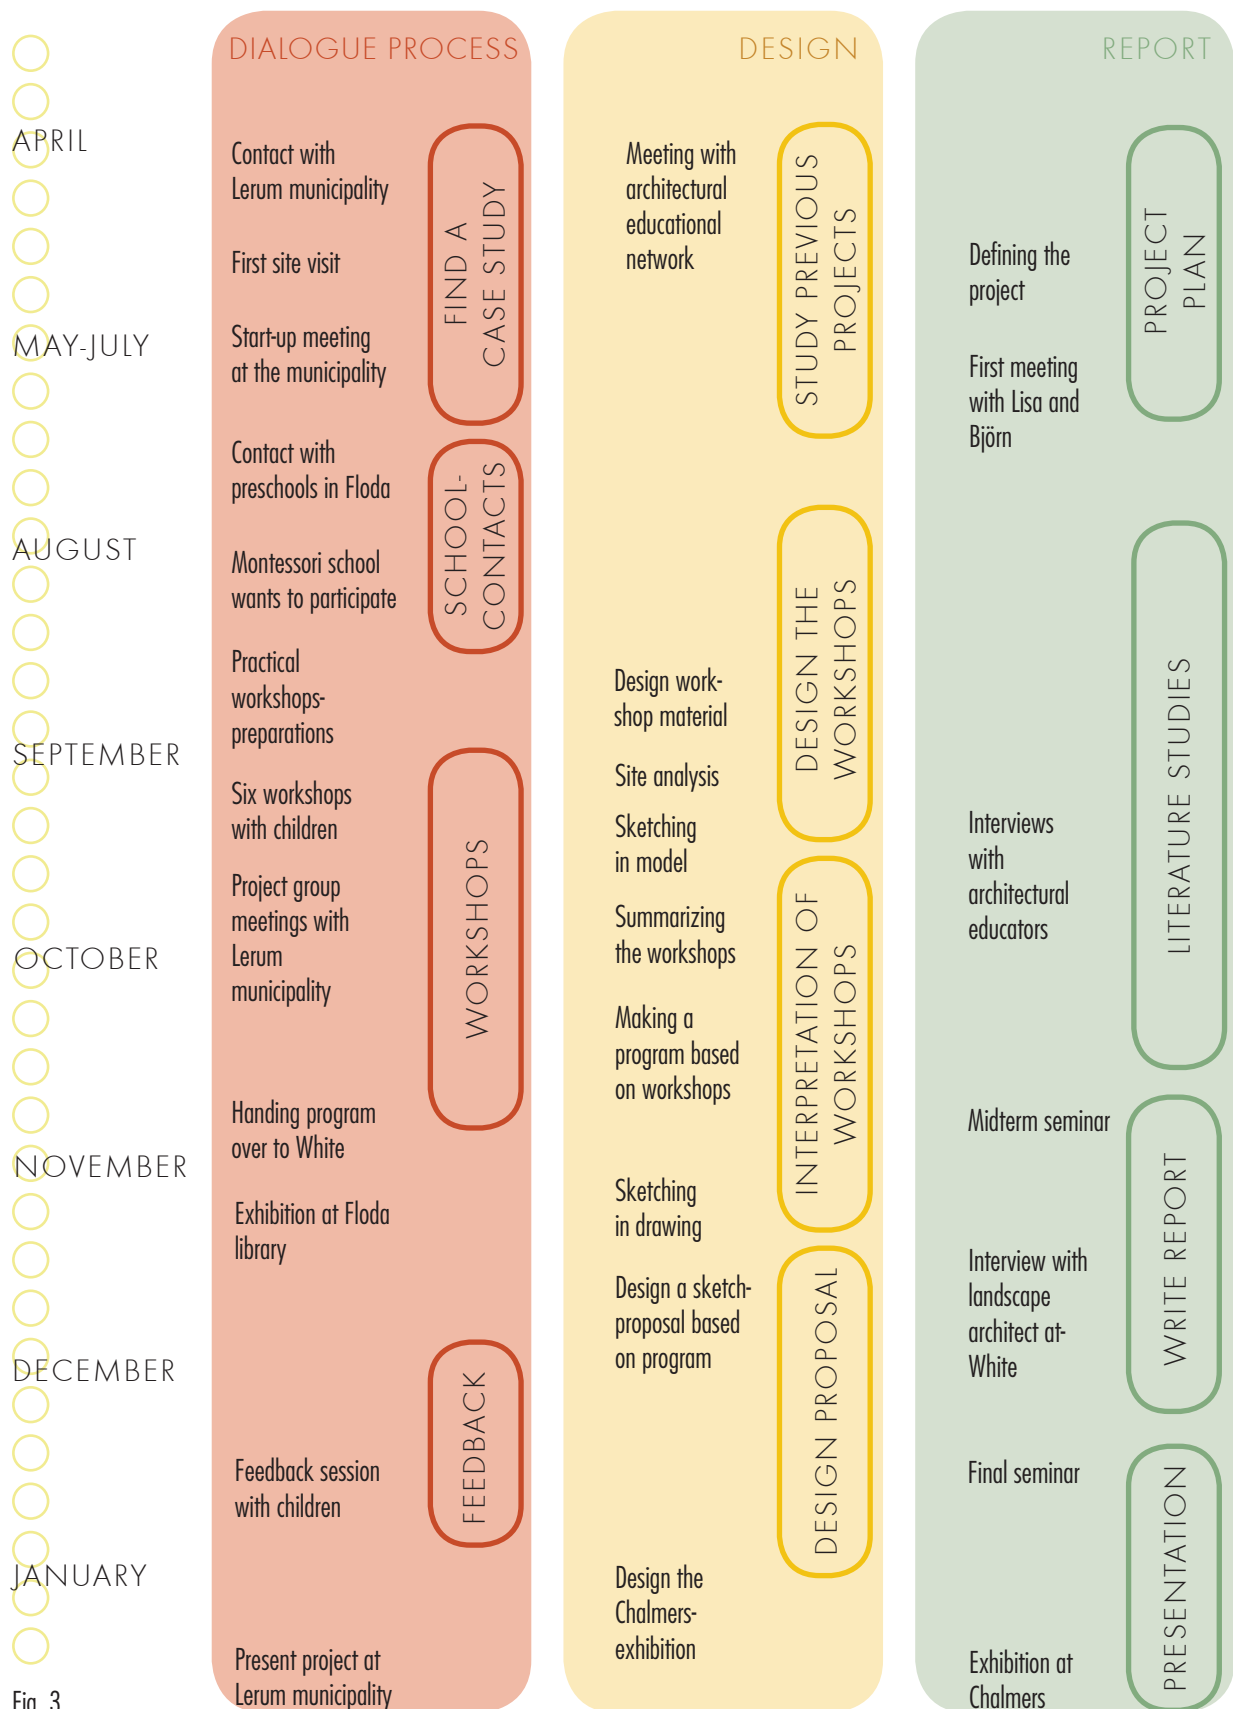 APRIL
MAY-JULY
AUGUST
SEPTEMBER
OCTOBER
NOVEMBER
DECEMBER
JANUARY
Fig. 3
DIALOGUE PROCESS
Contact with
Lerum municipality
First site visit
Start-up meeting
at the municipality
Contact with
preschools in Floda
Montessori school
wants to participate
Practical
workshops-
preparations
Six workshops
with children
Project group
meetings with
Lerum
municipality
Handing program
over to White
Exhibition at Floda
library
Feedback session
with children
Present project at
Lerum municipality
FIND A
CASE STUDY
SCHOOL-
CONTACTS
WORKSHOPS
FEEDBACK
DESIGN
Meeting with
architectural
educational
network
Design work-
shop material
Site analysis
Sketching
in model
Summarizing
the workshops
Making a
program based
on workshops
Sketching
in drawing
Design a sketch-
proposal based
on program
Design the
Chalmers-
exhibition
STUDY PREVIOUS
PROJECTS
DESIGN THE
WORKSHOPS
INTERPRETATION OF
WORKSHOPS
DESIGN PROPOSAL
REPORT
Defining the
project
First meeting
with Lisa and
Björn
Interviews
with
architectural
educators
Midterm seminar
Interview with
landscape
architect at-
White
Final seminar
Exhibition at
Chalmers
PROJECT
PLAN
LITERATURE STUDIES
WRITE REPORT
PRESENTATION